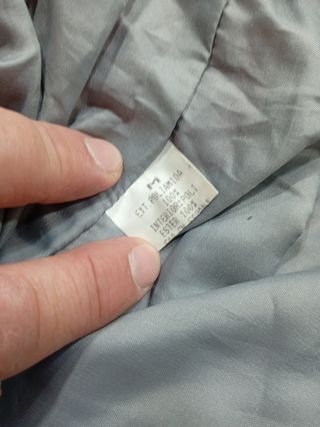 M
EXT POLIAMIDA
100%
INTERIOR:POLI
ESTER 100%